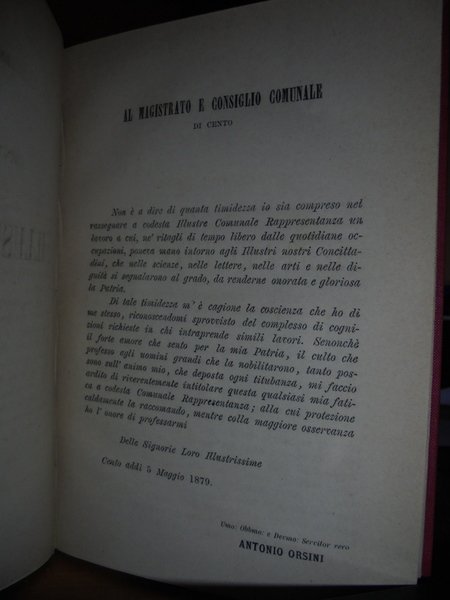 AL MAGISTRATO E CONSIGLIO COMUNALE
DI CENTO
Non è a dire di quanta timidezza io sia compreso nel
rassegnare a codesta Illustre Comunale Rappresentanza un
lavoro a cui, ne' ritagli di tempo libero dalle quotidiane oc-
cupazioni, poneva mano intorno agli Illustri nostri Concitta-
dini, che nelle scienze, nelle lettere, nelle arti e nelle di-
gnità si segnalarono al grado, da renderne onorata e gloriosa
la Patria.
Di tale timidezza m' è cagione la coscienza che ho di
me stesso, riconoscendomi sprovvisto del complesso di cogni-
zioni richieste in chi intraprende simili lavori. Senonchè
il forte amore che sento per la mia Patria, il culto che
professo agli uomini grandi che la nobilitarono, tanto pos-
sono sull' animo mio, che deposta ogni titubanza, mi faccio
ardito di riverentemente intitolare questa qualsiasi mia fati-
ca a codesta Comunale Rappresentanza; alla cui protezione
caldamente la raccomando, mentre colla maggiore osservanza
ho l' onore di professarmi
Delle Signorie Loro Illustrissime
Cento addì 5 Maggio 1879.
Umo: Obbmo: e Devmo: Servitor vero
ANTONIO ORSINI